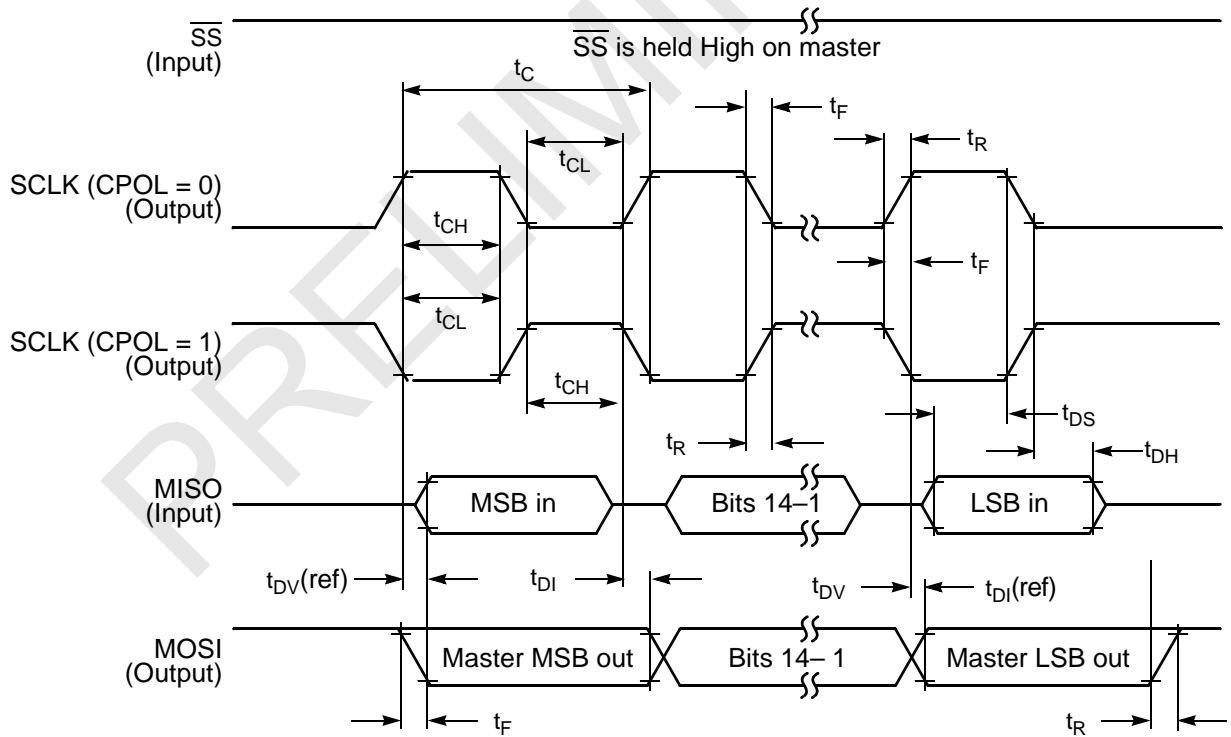 SS
(Input)
SS is held High on master
tC
tF
tR
tCL
SCLK (CPOL = 0)
(Output)
tCH
tF
tCL
SCLK (CPOL = 1)
(Output)
tCH
tDS
tR
tDH
MISO
(Input)
MSB in
Bits 14–1
LSB in
tDV(ref)
tDI
tDV
tDI(ref)
MOSI
(Output)
Master MSB out
Bits 14– 1
Master LSB out
tF
tR
PRELIMI